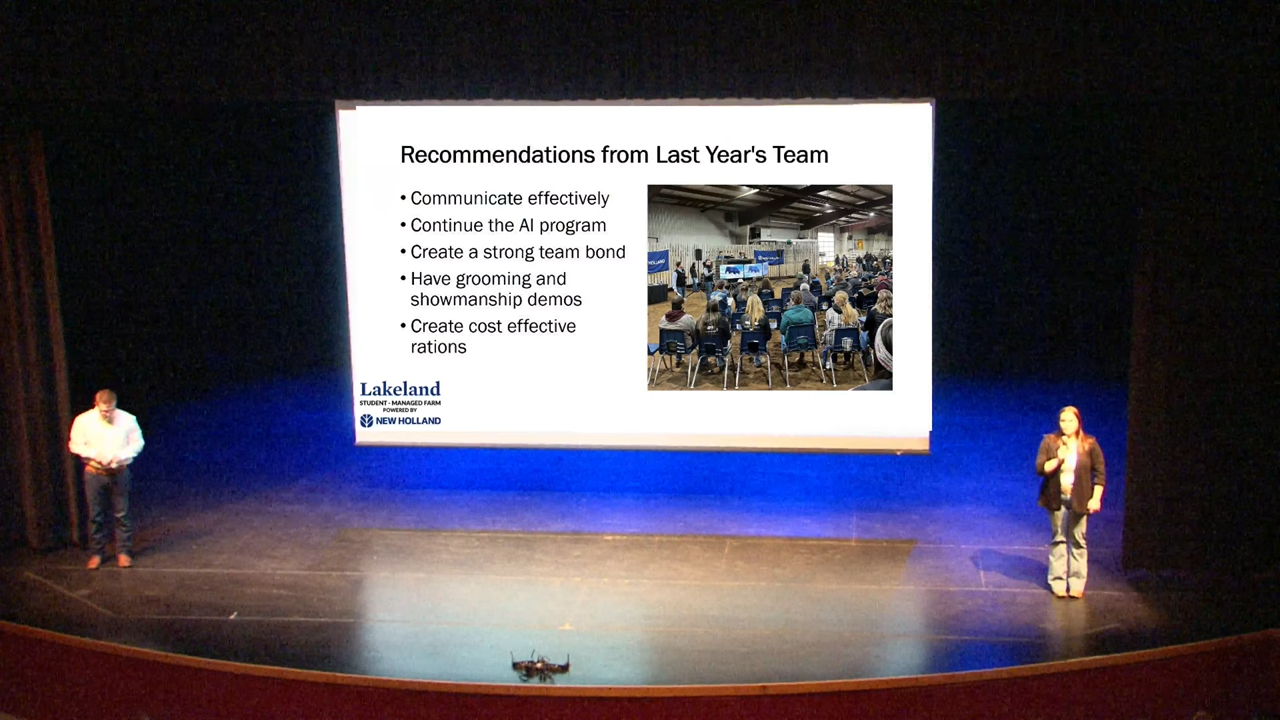 Recommendations from Last Year's Team
• Communicate effectively
• Continue the AI program
• Create a strong team bond
• Have grooming and
showmanship demos
• Create cost effective
rations
HOLLAND
Lakeland
STUDENT - MANAGED FARM
POWERED BY
NEW HOLLAND